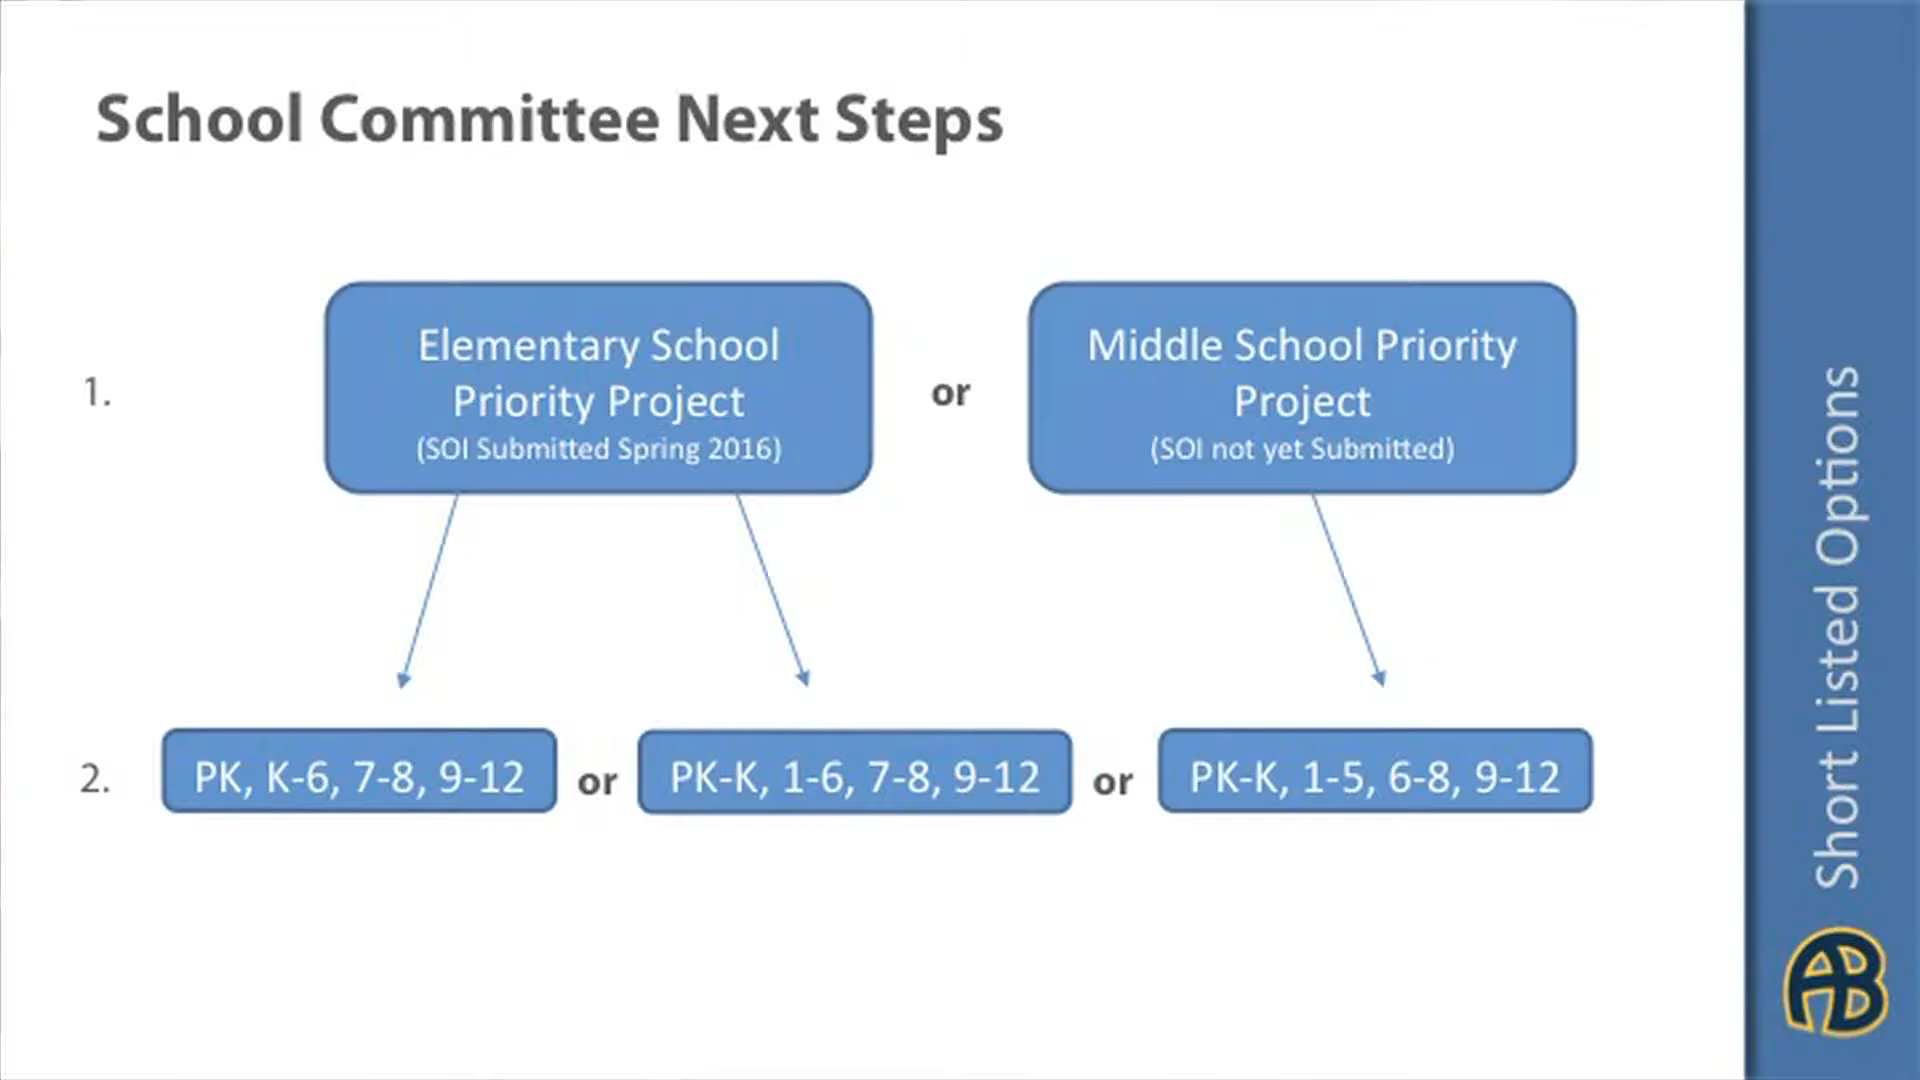 School Committee Next Steps
1.
Elementary School
Priority Project
(SOI Submitted Spring 2016)
or
Middle School Priority
Project
(SOI not yet Submitted)
2.
PK, K-6, 7-8, 9-12
or
PK-K, 1-6, 7-8, 9-12
or
PK-K, 1-5, 6-8, 9-12
Short Listed Options
AB